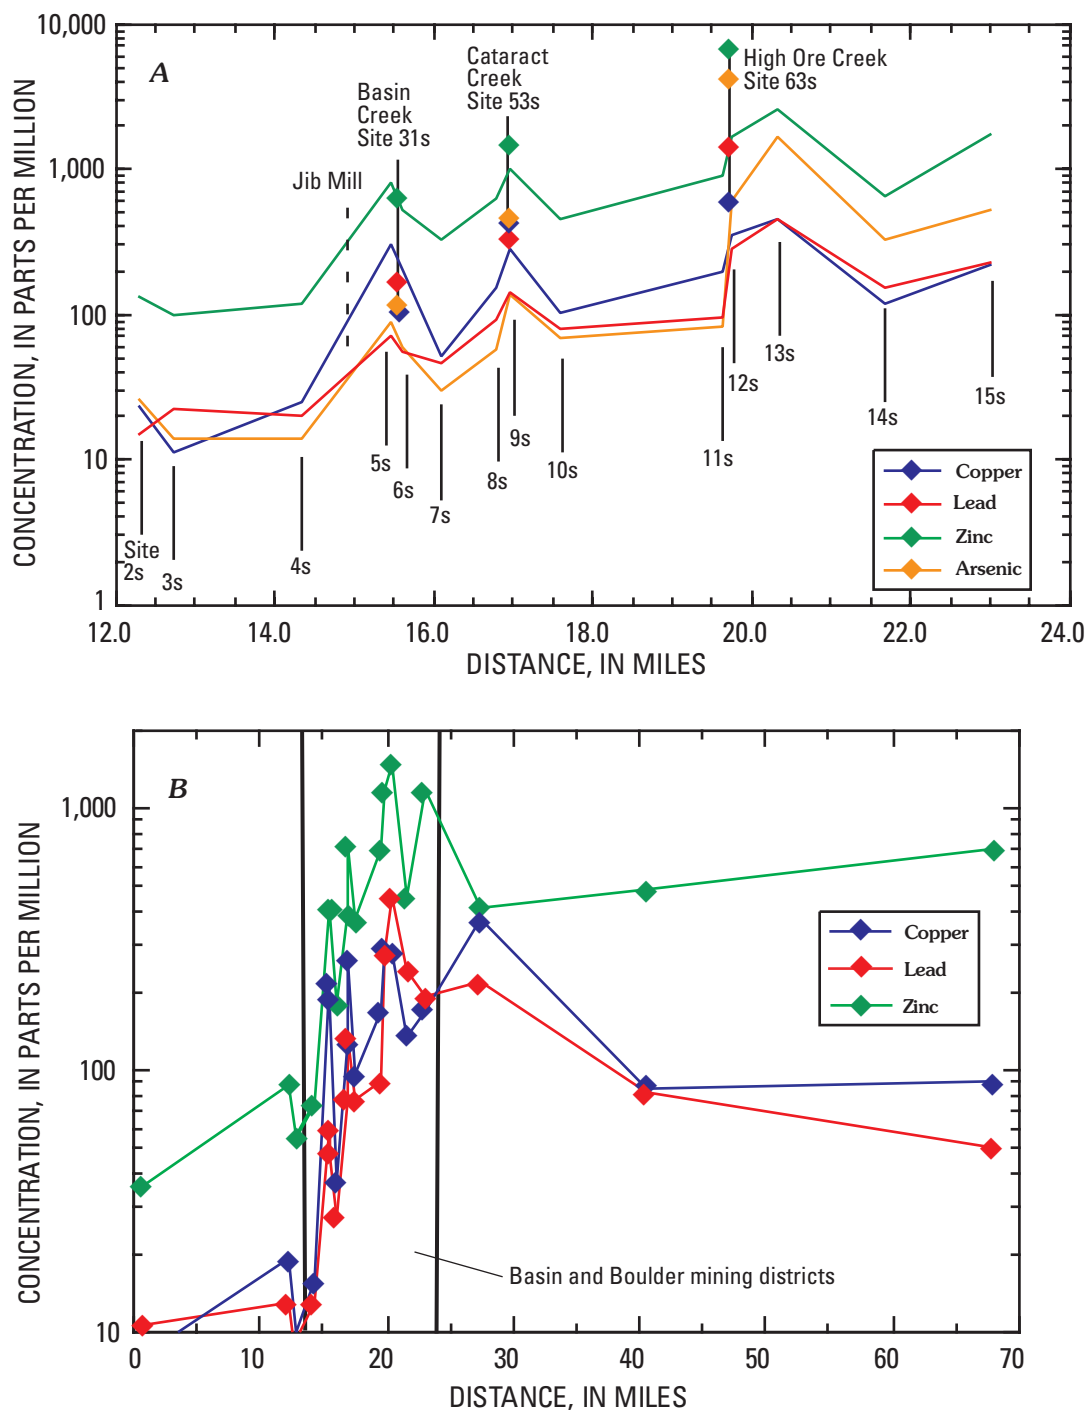 10,000
1,000
100
10
1
CONCENTRATION, IN PARTS PER MILLION
A
Basin
Creek
Site 31s
Cataract
Creek
Site 53s
High Ore Creek
Site 63s
Jib Mill
Site
2s
3s
4s
5s
6s
7s
8s
9s
10s
11s
12s
13s
14s
15s
Copper
Lead
Zinc
Arsenic
12.0 14.0 16.0 18.0 20.0 22.0 24.0
DISTANCE, IN MILES
B
1,000
100
10
CONCENTRATION, IN PARTS PER MILLION
Copper
Lead
Zinc
Basin and Boulder mining districts
0 10 20 30 40 50 60 70
DISTANCE, IN MILES